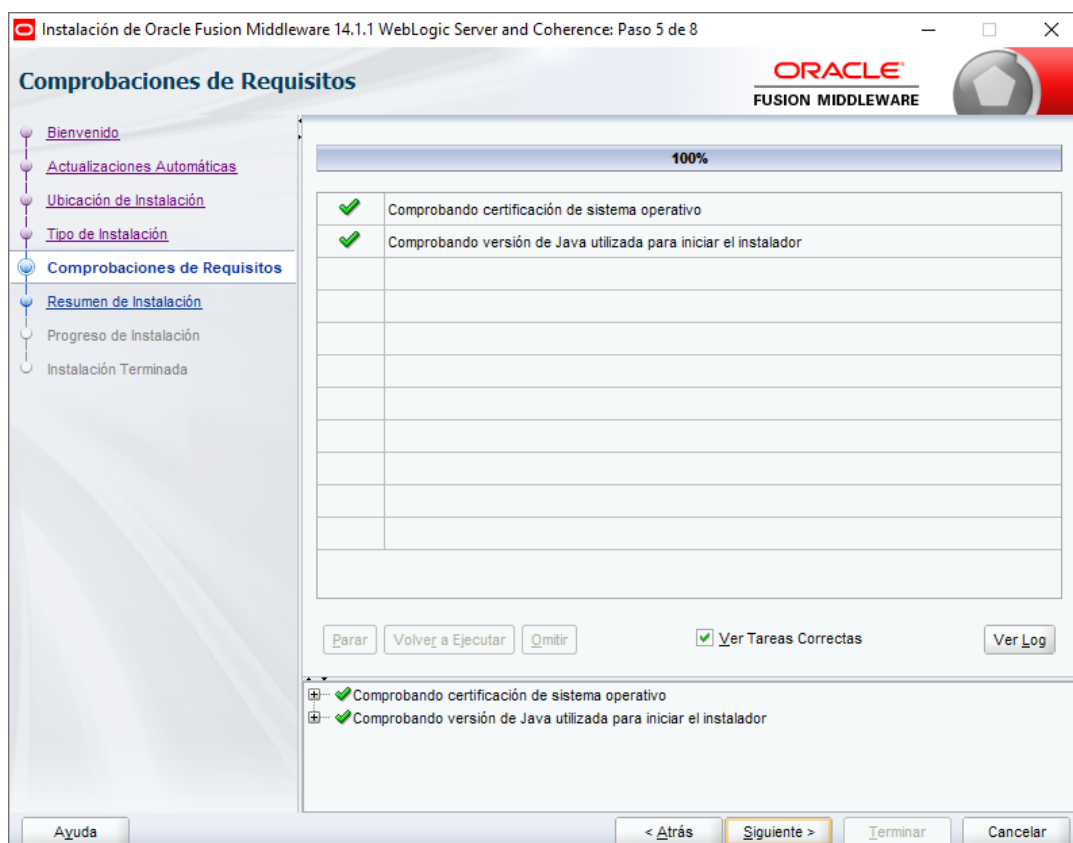 Instalación de Oracle Fusion Middleware 14.1.1 WebLogic Server and Coherence: Paso 5 de 8
Comprobaciones de Requisitos
ORACLE
FUSION MIDDLEWARE
Bienvenido
Actualizaciones Automáticas
Ubicación de Instalación
Tipo de Instalación
Comprobaciones de Requisitos
Resumen de Instalación
Progreso de Instalación
Instalación Terminada
100%
Comprobando certificación de sistema operativo
Comprobando versión de Java utilizada para iniciar el instalador
Parar Volver a Ejecutar Omitir Ver Tareas Correctas Ver Log
Comprobando certificación de sistema operativo
Comprobando versión de Java utilizada para iniciar el instalador
Ayuda < Atrás Siguiente > Terminar Cancelar